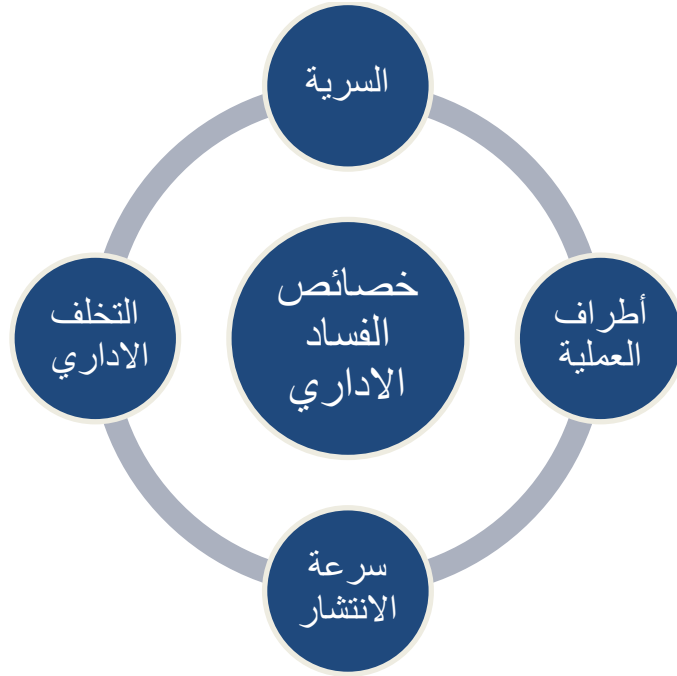 السرية
أطراف
العملية
سرعة
الانتشار
التخلف
الاداري
خصائص
الفساد
الاداري